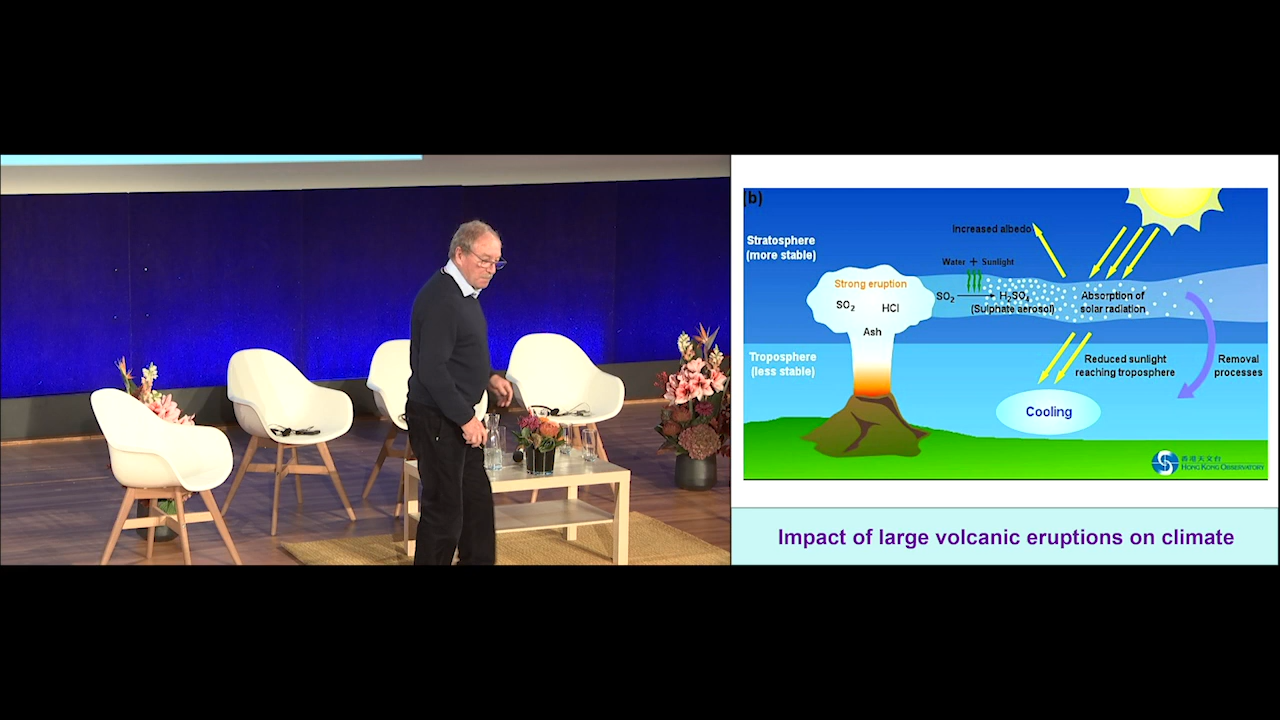 (b)
Stratosphere
(more stable)
Increased albedo
Water + Sunlight
Strong eruption
SO₂
HCl
Ash
SO₂
H₂SO₄
(Sulphate aerosol)
Absorption of
solar radiation
Troposphere
(less stable)
Reduced sunlight
reaching troposphere
Removal
processes
Cooling
香港天文台
HONG KONG OBSERVATORY
Impact of large volcanic eruptions on climate